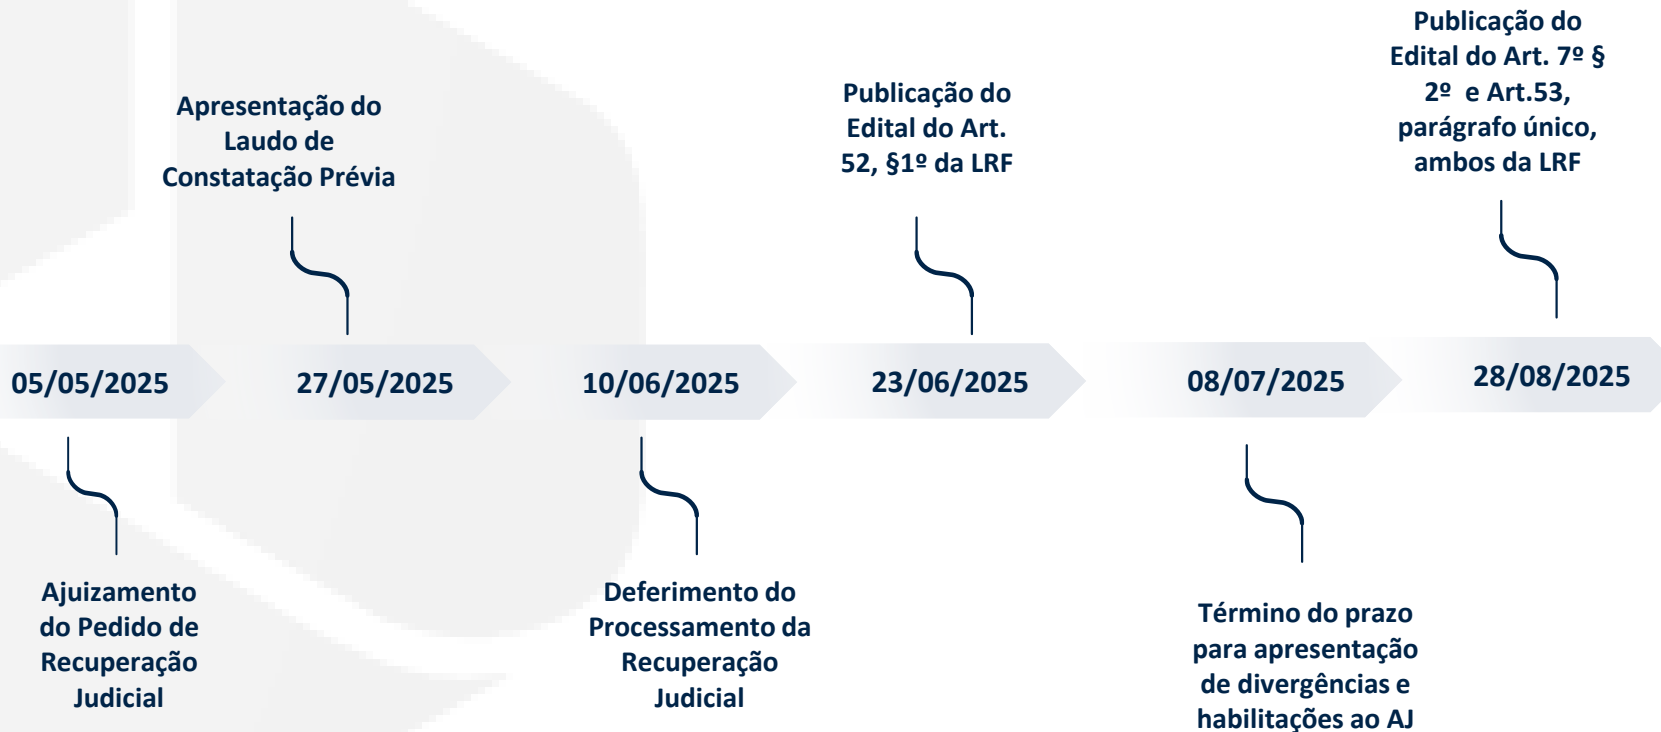 Publicação do
Edital do Art. 7º §
2º e Art.53,
parágrafo único,
ambos da LRF
Apresentação do
Laudo de
Constatação Prévia
Publicação do
Edital do Art.
52, §1º da LRF
05/05/2025
27/05/2025
10/06/2025
23/06/2025
08/07/2025
28/08/2025
Ajuizamento
do Pedido de
Recuperação
Judicial
Deferimento do
Processamento da
Recuperação
Judicial
Término do prazo
para apresentação
de divergências e
habilitações ao AJ